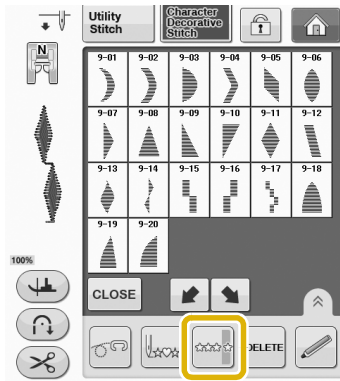 Utility
Stitch
Character
Decorative
Stitch
N
9-01 9-02 9-03 9-04 9-05 9-06
9-07 9-08 9-09 9-10 9-11 9-12
9-13 9-14 9-15 9-16 9-17 9-18
9-19 9-20
100%
CLOSE
DELETE